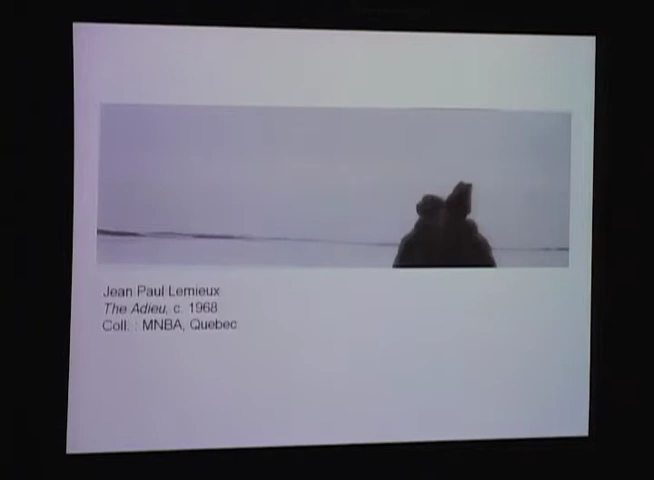 Jean Paul Lemieux
The Adieu, c. 1968
Coll. : MNBA, Quebec